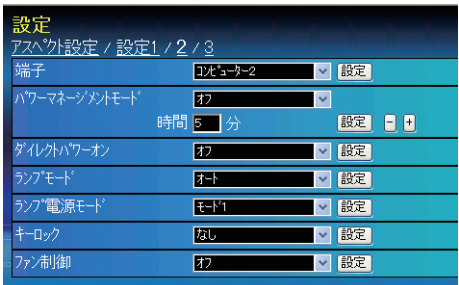 設定
アスペクト設定 / 設定1 / 2 / 3
端子 コンピューター2 設定
パワーマネージメントモード オフ
時間 5 分 設定 - +
ダイレクトパワーオン オフ 設定
ランプモード オート 設定
ランプ電源モード モード1 設定
キーロック なし 設定
ファン制御 オフ 設定